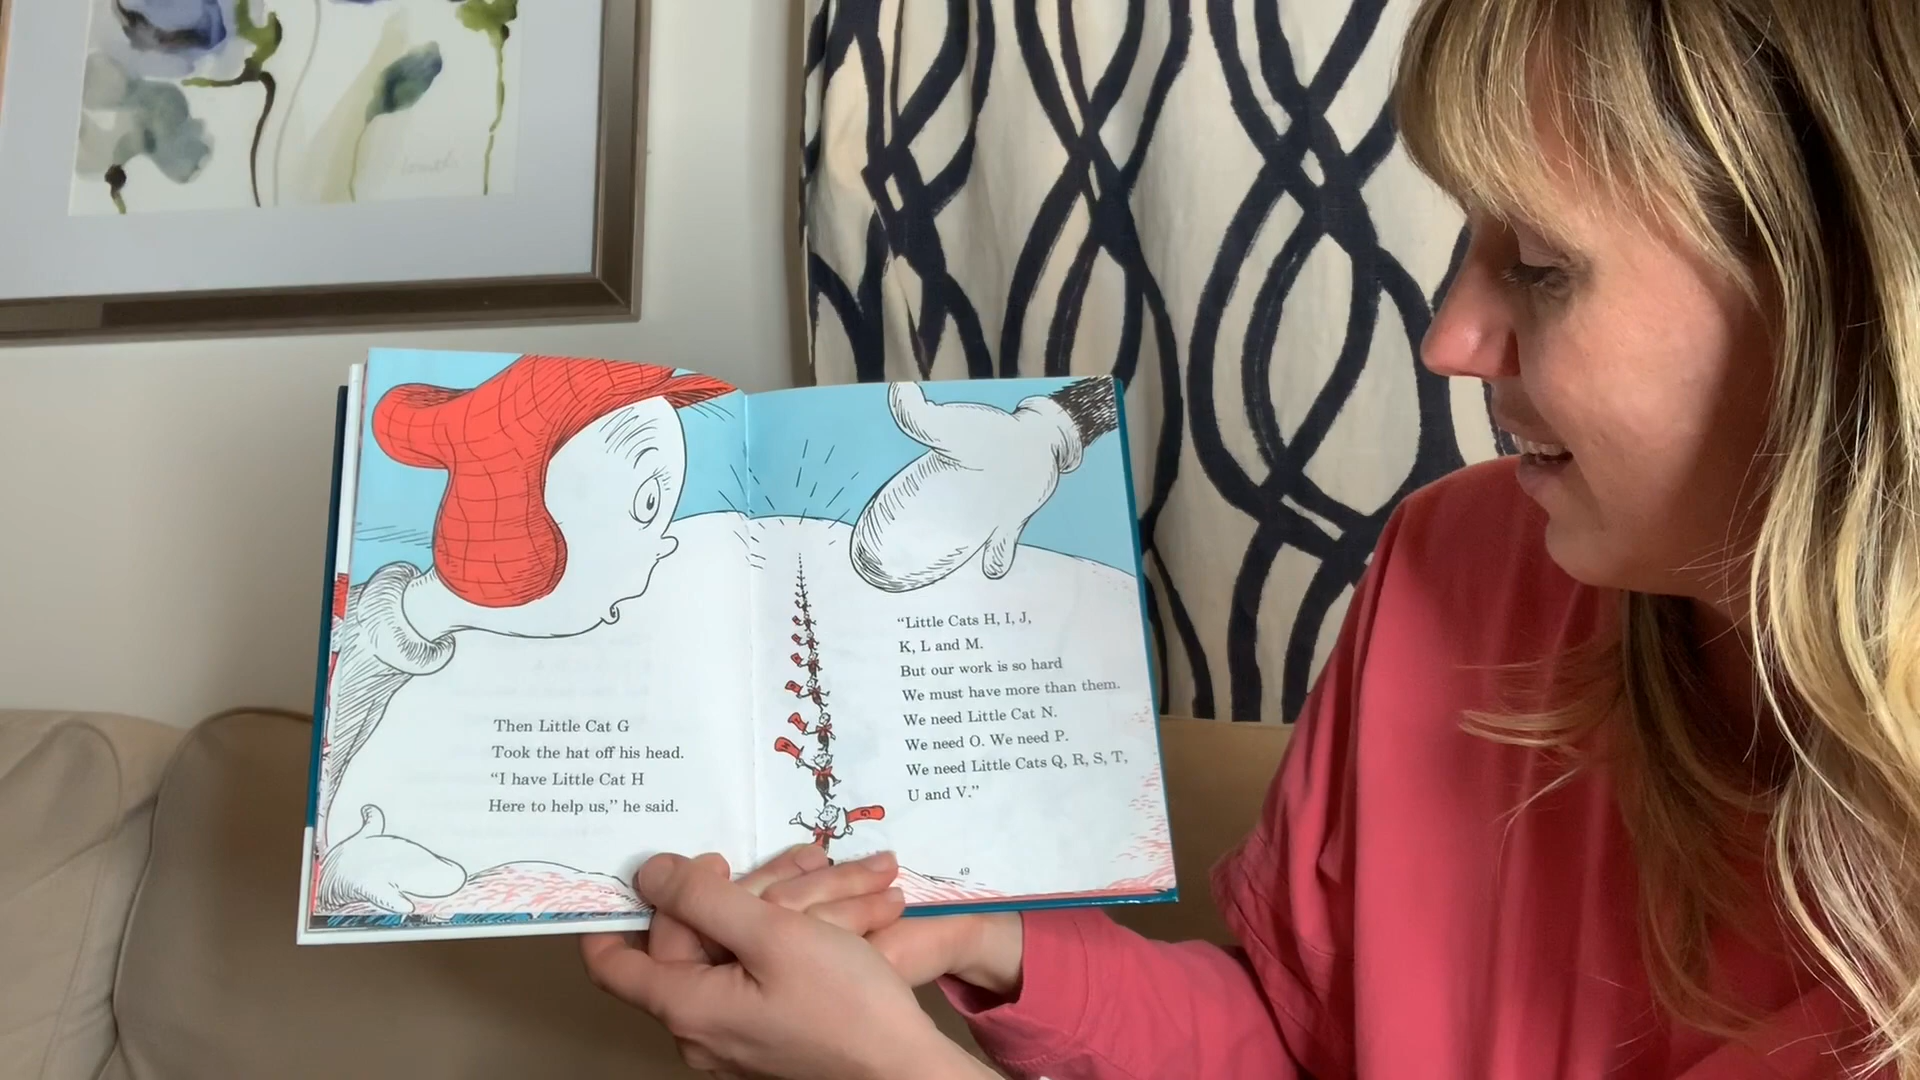 Then Little Cat G
Took the hat off his head.
“I have Little Cat H
Here to help us,” he said.
“Little Cats H, I, J,
K, L and M.
But our work is so hard
We must have more than them.
We need Little Cat N.
We need O. We need P.
We need Little Cats Q, R, S, T,
U and V.”
49